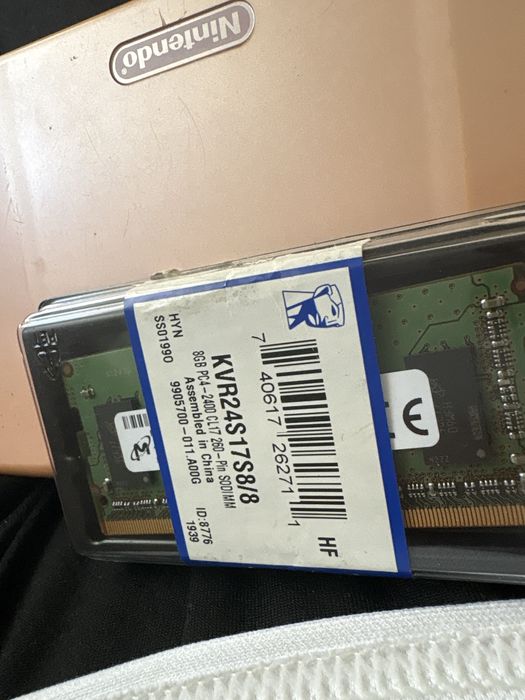 Nintendo
7 40617 26271 1
HF
KVR24S17S8/8
8GB PC4-2400 CL17 260-Pin SODIMM
Assembled in China
9905700-011.A00G
HYN
SS01990
ID:8776
1939